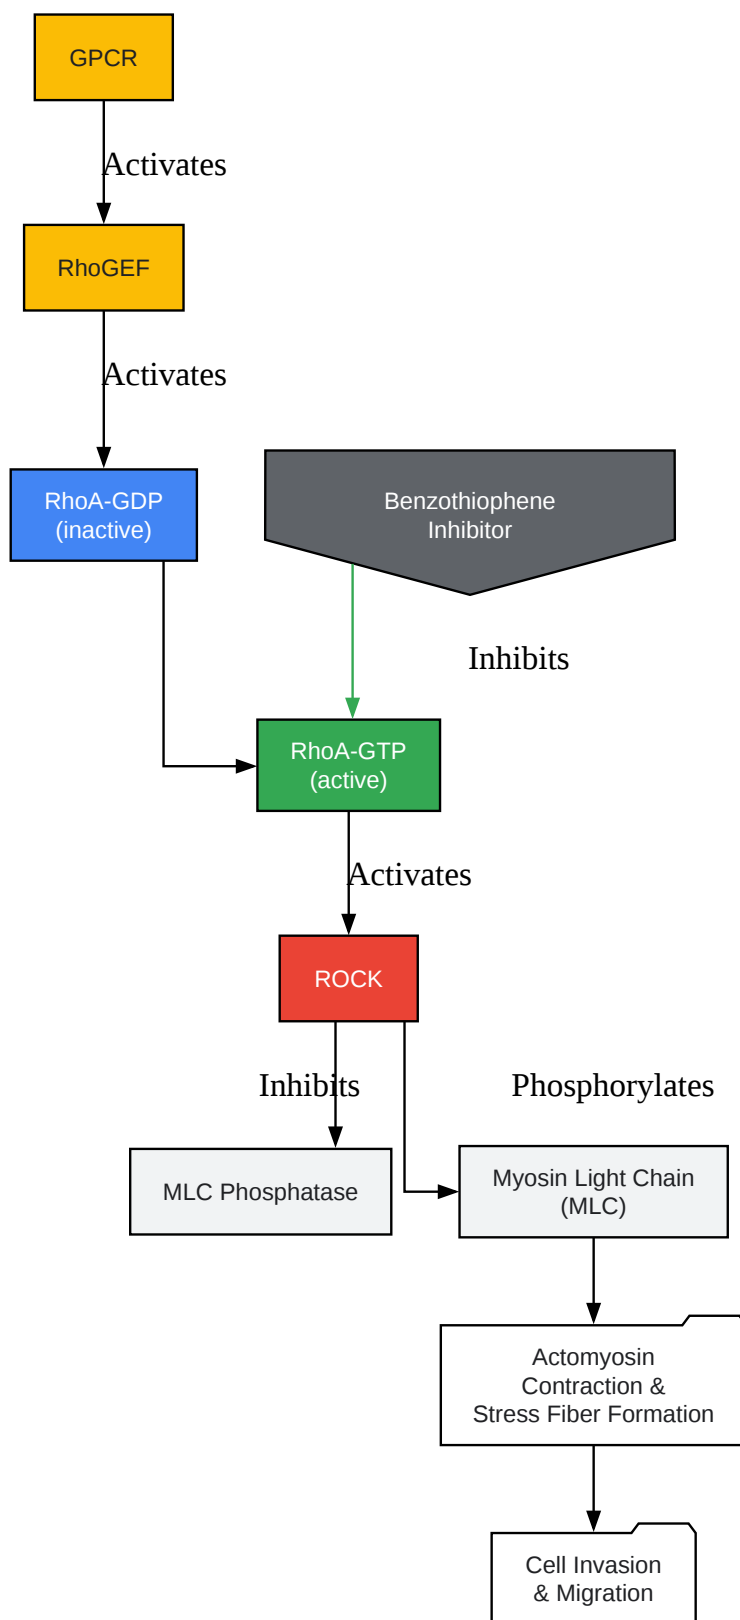 GPCR
Activates
RhoGEF
Activates
RhoA-GDP
(inactive)
Benzothiophene
Inhibitor
Inhibits
RhoA-GTP
(active)
Activates
ROCK
Inhibits
Phosphorylates
MLC Phosphatase
Myosin Light Chain
(MLC)
Actomyosin
Contraction &
Stress Fiber Formation
Cell Invasion
& Migration